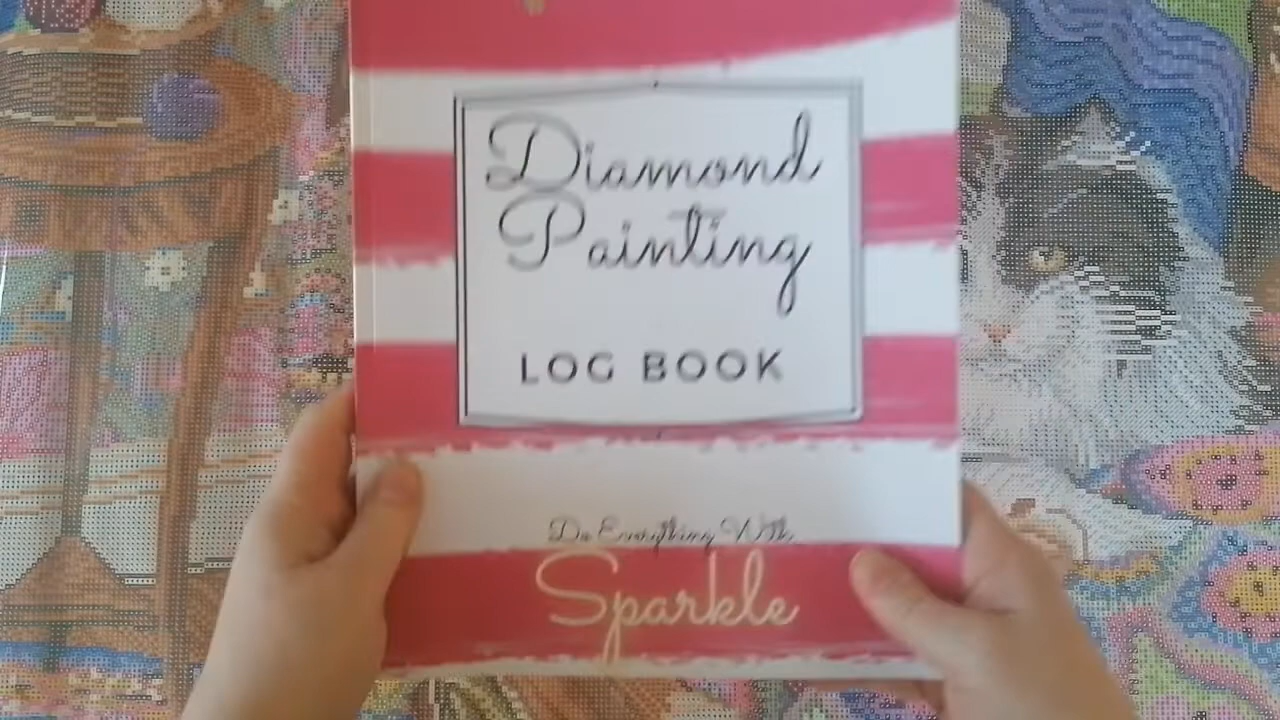 Diamond
Painting
LOG BOOK
Do Everything With
Sparkle